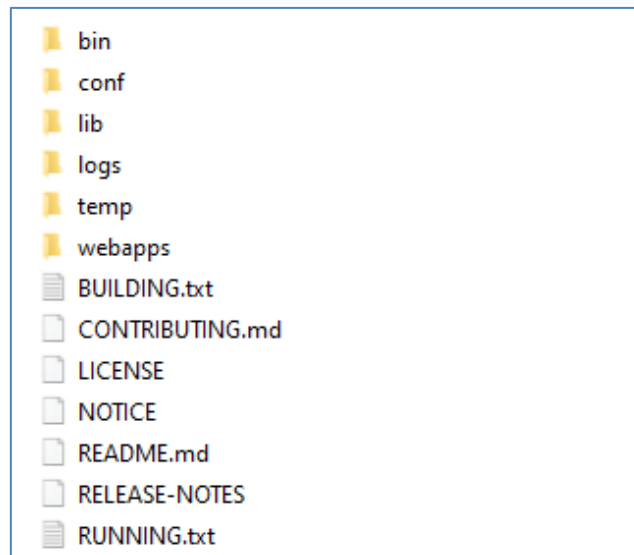 bin
conf
lib
logs
temp
webapps
BUILDING.txt
CONTRIBUTING.md
LICENSE
NOTICE
README.md
RELEASE-NOTES
RUNNING.txt